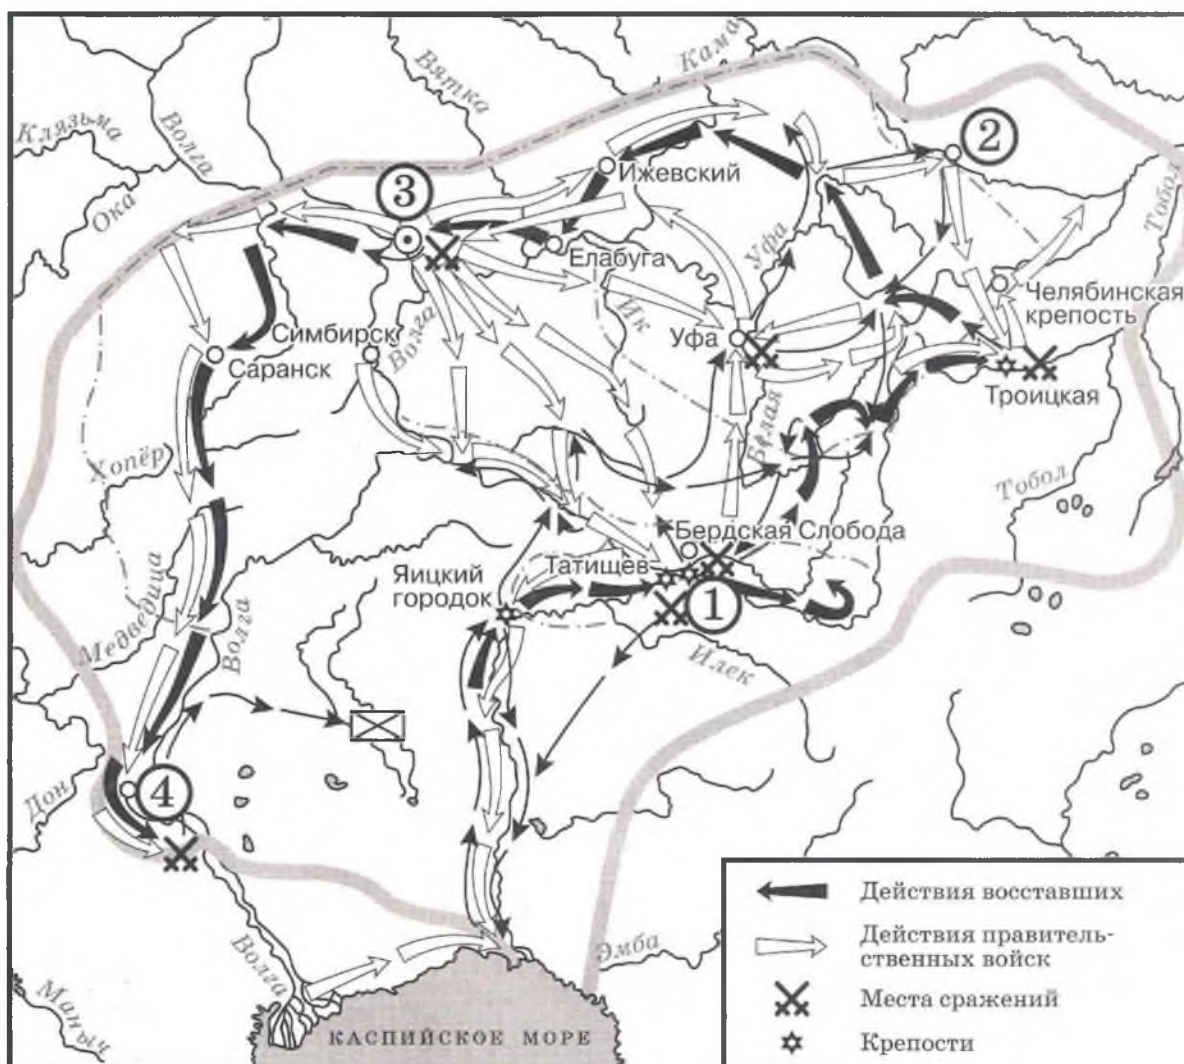 Вятка
Кама
Клязьма
Волга
2
Ижевский
3
Ока
Тобол
Елабуга
Уфа
Челябинская
крепость
Ик
Волга
Симбирск
Уфа
Саранск
Троицкая
Белая
Хопёр
Тобол
Бердская Слобода
Татищев
Яицкий
городок
1
Медведица
Волга
Илек
Дон
4
Волга
Эмба
Маныч
КАСПИЙСКОЕ МОРЕ
Действия восставших
Действия правитель-
ственных войск
Места сражений
Крепости